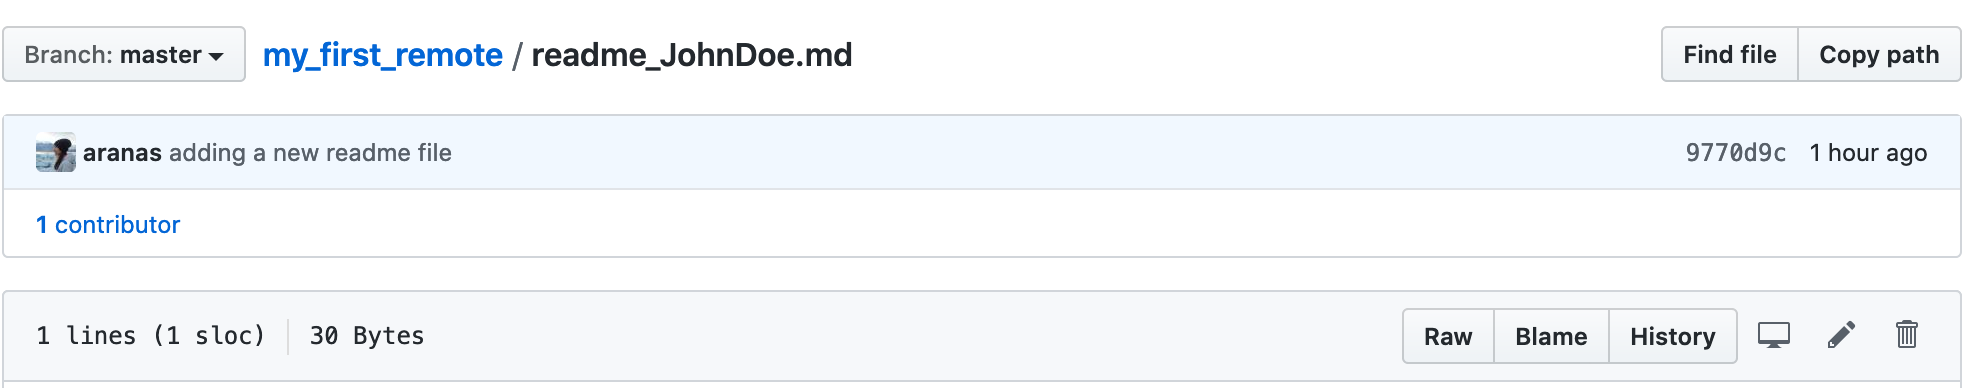 Branch: master my_first_remote / readme_JohnDoe.md Find file Copy path
aranas adding a new readme file 9770d9c 1 hour ago
1 contributor
1 lines (1 sloc) 30 Bytes Raw Blame History